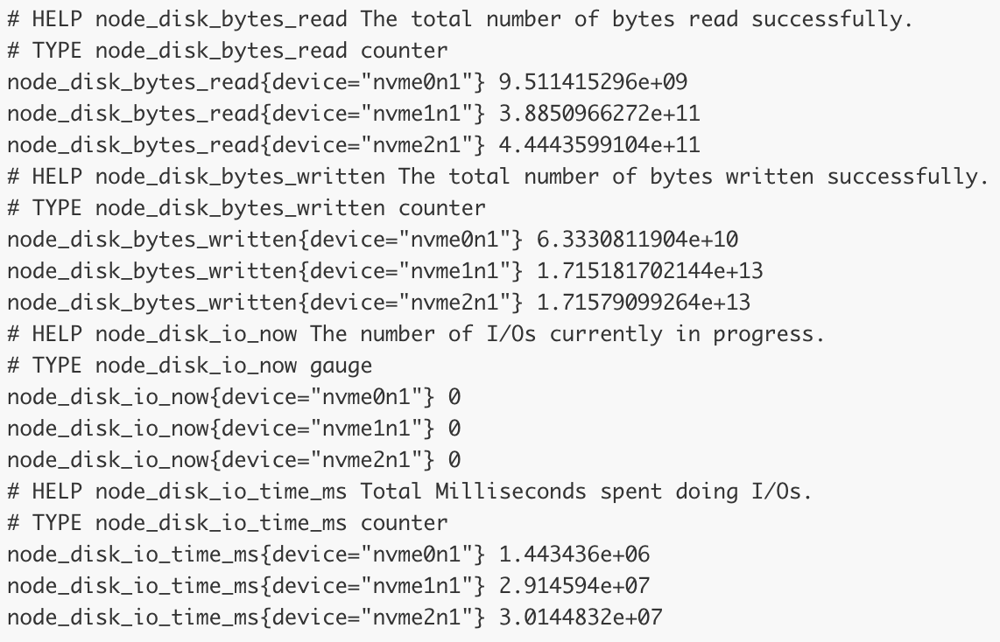 # HELP node_disk_bytes_read The total number of bytes read successfully.
# TYPE node_disk_bytes_read counter
node_disk_bytes_read{device="nvme0n1"} 9.511415296e+09
node_disk_bytes_read{device="nvme1n1"} 3.8850966272e+11
node_disk_bytes_read{device="nvme2n1"} 4.4443599104e+11
# HELP node_disk_bytes_written The total number of bytes written successfully.
# TYPE node_disk_bytes_written counter
node_disk_bytes_written{device="nvme0n1"} 6.3330811904e+10
node_disk_bytes_written{device="nvme1n1"} 1.715181702144e+13
node_disk_bytes_written{device="nvme2n1"} 1.71579099264e+13
# HELP node_disk_io_now The number of I/Os currently in progress.
# TYPE node_disk_io_now gauge
node_disk_io_now{device="nvme0n1"} 0
node_disk_io_now{device="nvme1n1"} 0
node_disk_io_now{device="nvme2n1"} 0
# HELP node_disk_io_time_ms Total Milliseconds spent doing I/Os.
# TYPE node_disk_io_time_ms counter
node_disk_io_time_ms{device="nvme0n1"} 1.443436e+06
node_disk_io_time_ms{device="nvme1n1"} 2.914594e+07
node_disk_io_time_ms{device="nvme2n1"} 3.0144832e+07